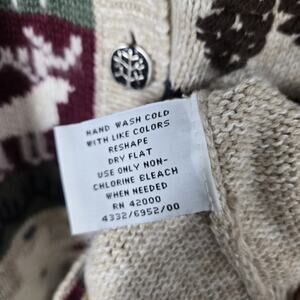 HAND WASH COLD
WITH LIKE COLORS
RESHAPE
DRY FLAT
USE ONLY NON-
CHLORINE BLEACH
WHEN NEEDED
RN 42000
4332/6952/00